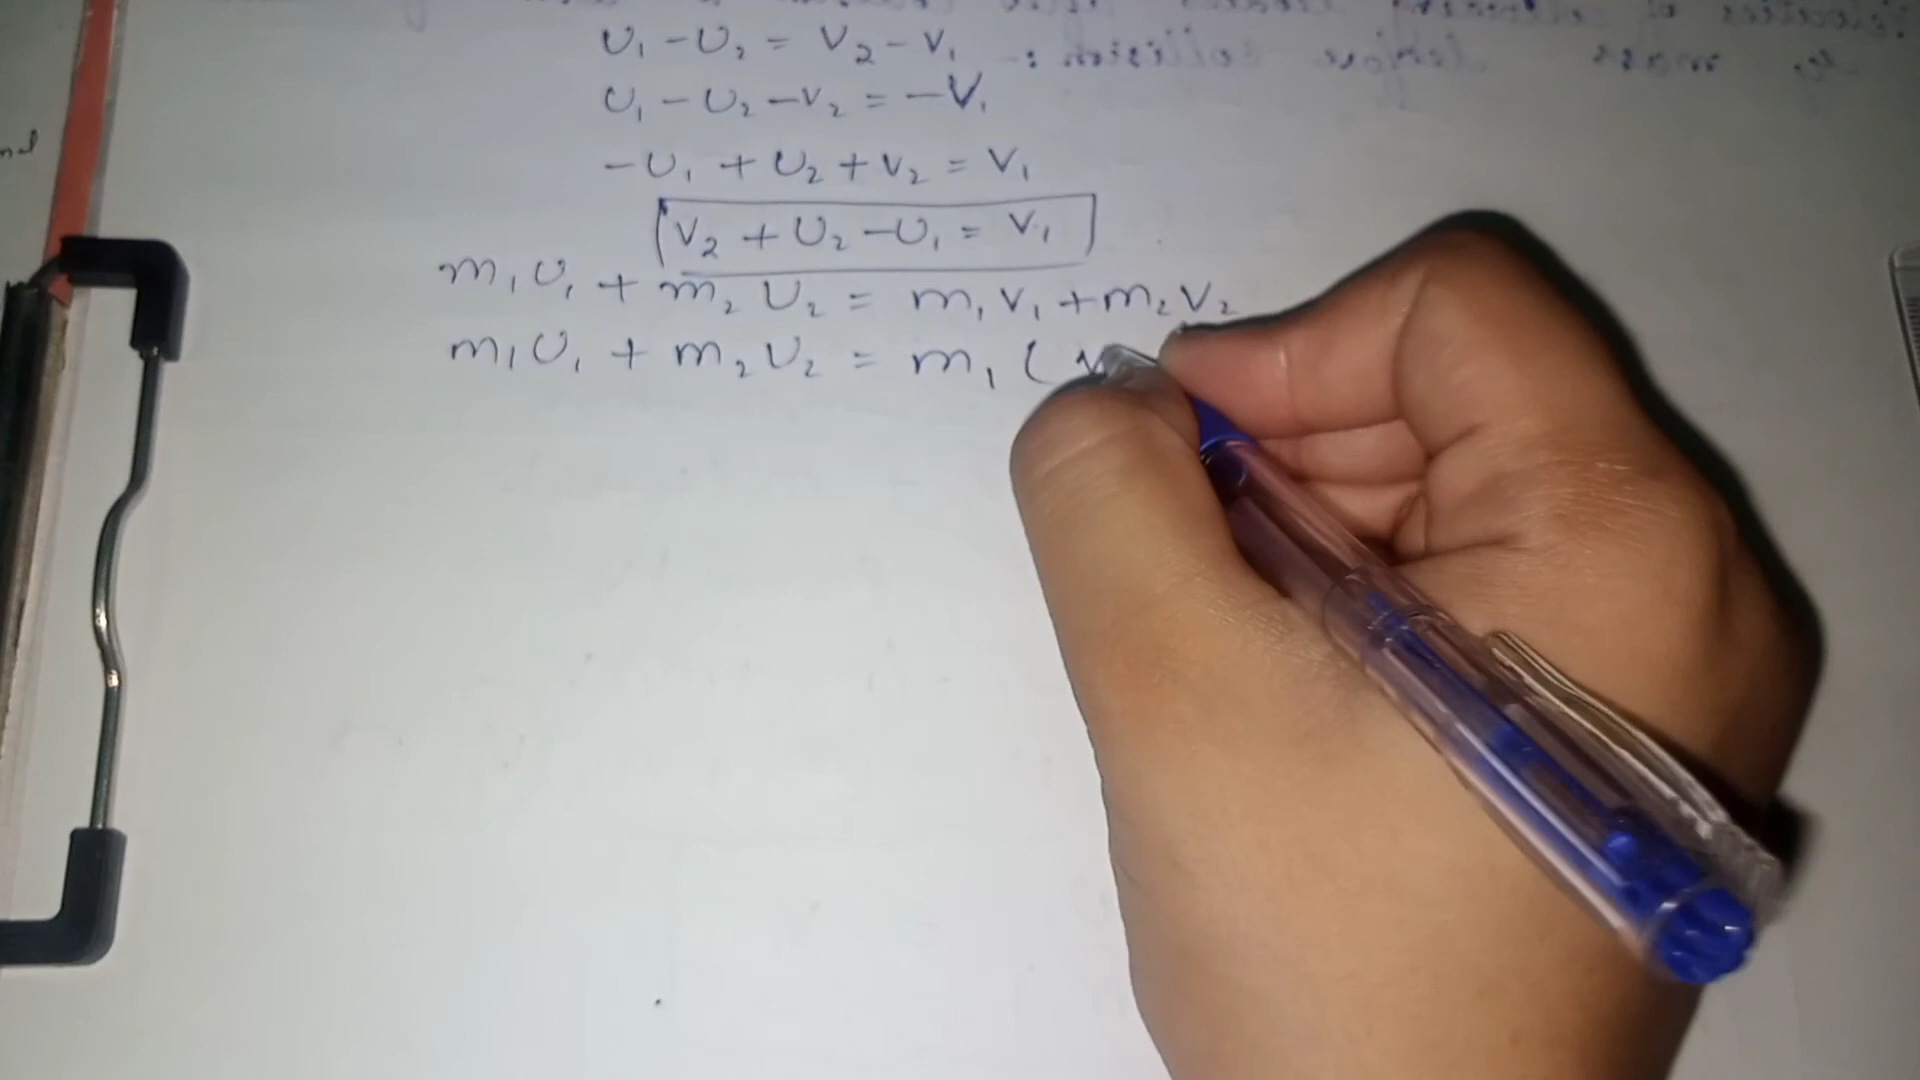 U₁ - U₂ = V₂ - V₁
U₁ - U₂ - V₂ = -V₁
-U₁ + U₂ + V₂ = V₁
V₂ + U₂ - U₁ = V₁
m₁U₁ + m₂U₂ = m₁V₁ + m₂V₂
m₁U₁ + m₂U₂ = m₁(V